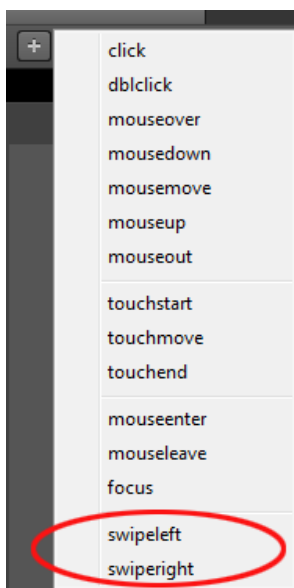 click
dblclick
mouseover
mousedown
mousemove
mouseup
mouseout
touchstart
touchmove
touchend
mouseenter
mouseleave
focus
swipeleft
swiperight